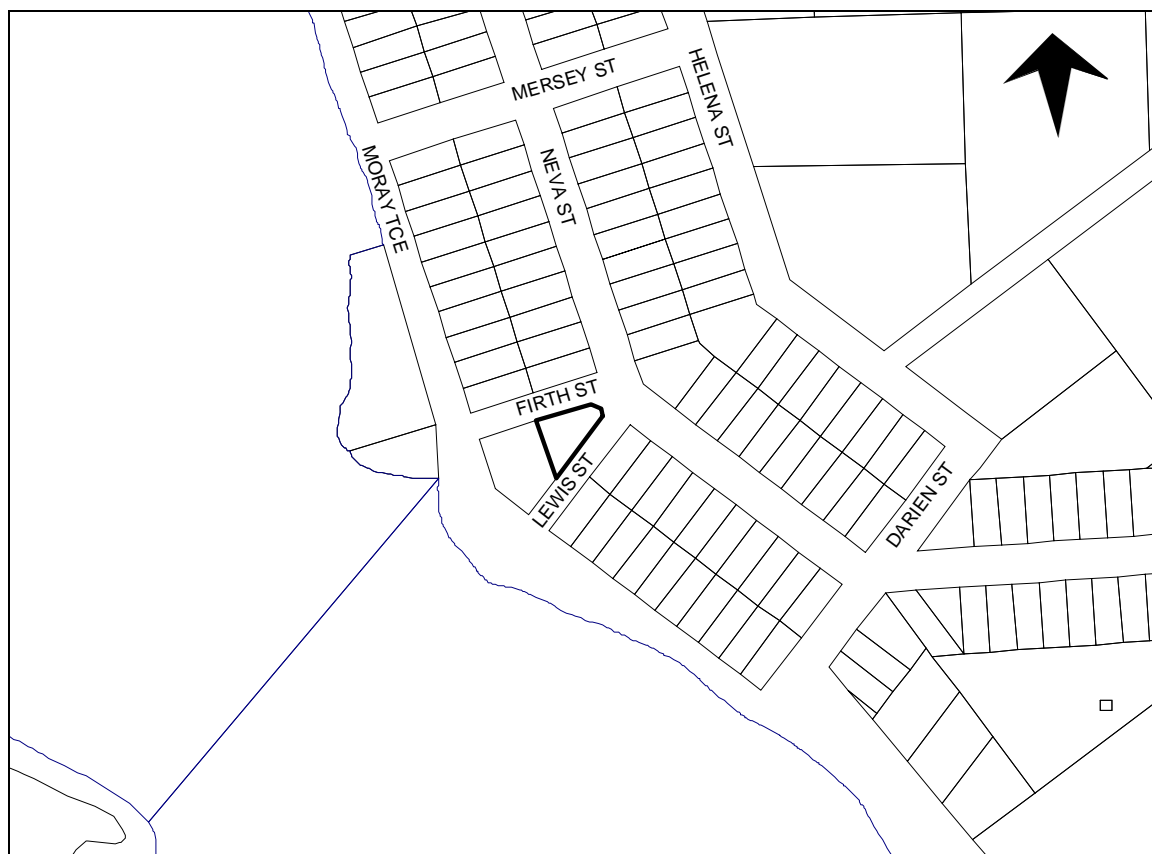 MERSEY ST
HELENA ST
MORAY TCE
NEVA ST
FIRTH ST
LEWIS ST
DARIEN ST